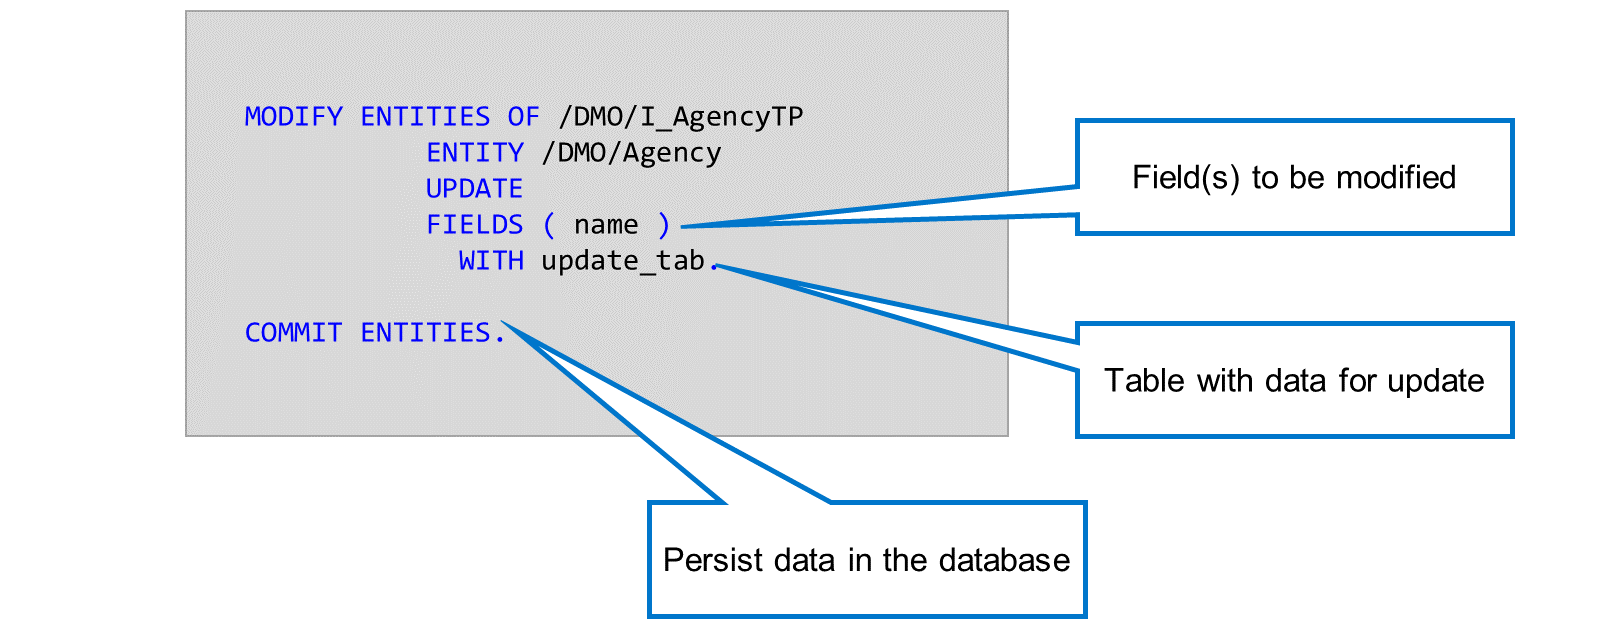 MODIFY ENTITIES OF /DMO/I_AgencyTP
ENTITY /DMO/Agency
UPDATE
FIELDS ( name )
WITH update_tab.
COMMIT ENTITIES.
Field(s) to be modified
Table with data for update
Persist data in the database